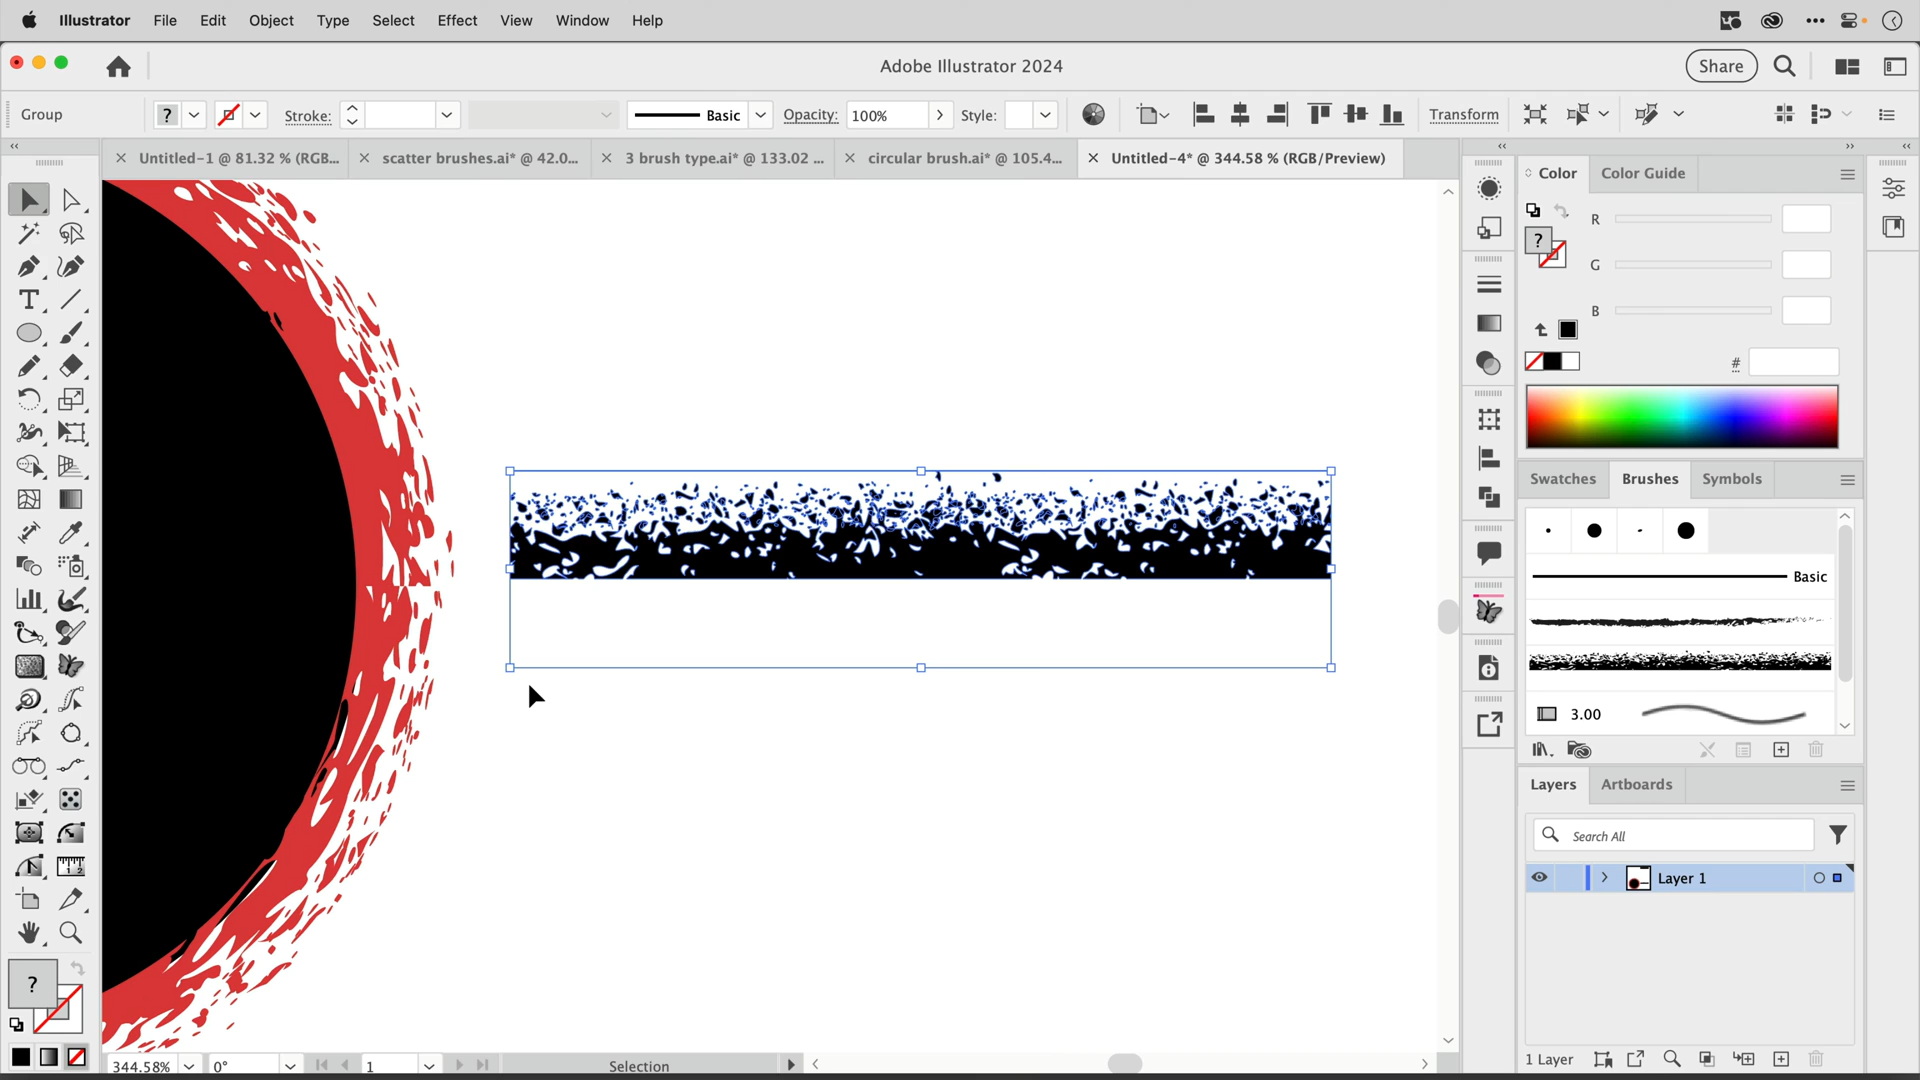 Illustrator File Edit Object Type Select Effect View Window Help
Adobe Illustrator 2024
Share
Group
?
Stroke:
Basic
Opacity:
100%
Style:
Transform
Untitled-1 @ 81.32 % (RGB...
scatter brushes.ai* @ 42.0...
3 brush type.ai* @ 133.02 ...
circular brush.ai* @ 105.4...
Untitled-4* @ 344.58 % (RGB/Preview)
Color Guide
Color
R
?
G
B
#
Swatches Brushes Symbols
Basic
3.00
Layers Artboards
Search All
Layer 1
1 Layer
?
344.58%
0°
1
Selection